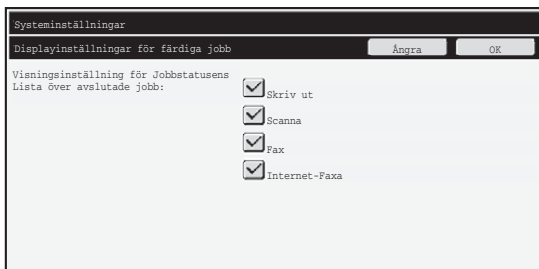 Systeminställningar
Displayinställningar för färdiga jobb
Ångra
OK
Visningsinställning för Jobbstatusens
Lista över avslutade jobb:
Skriv ut
Scanna
Fax
Internet-Faxa